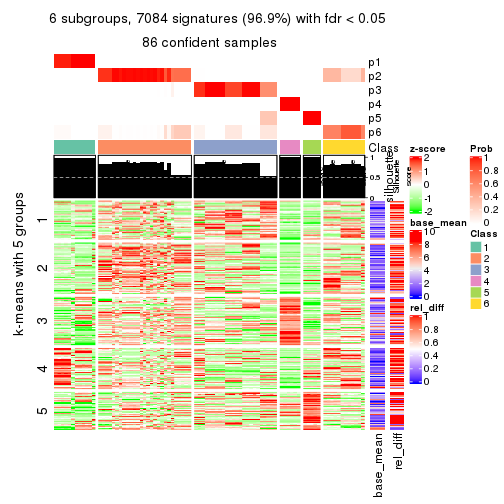 6 subgroups, 7084 signatures (96.9%) with fdr < 0.05
86 confident samples
p1
p2
p3
p4
p5
p6
Class
1
0.5
0
silhouette
Silhouette score
k-means with 5 groups
1
2
3
4
5
base_mean
rel_diff
z-score
2
1
0
-1
-2
base_mean
10
8
6
4
2
0
rel_diff
1
0.8
0.6
0.4
0.2
0
Prob
1
0.8
0.6
0.4
0.2
0
Class
1
2
3
4
5
6